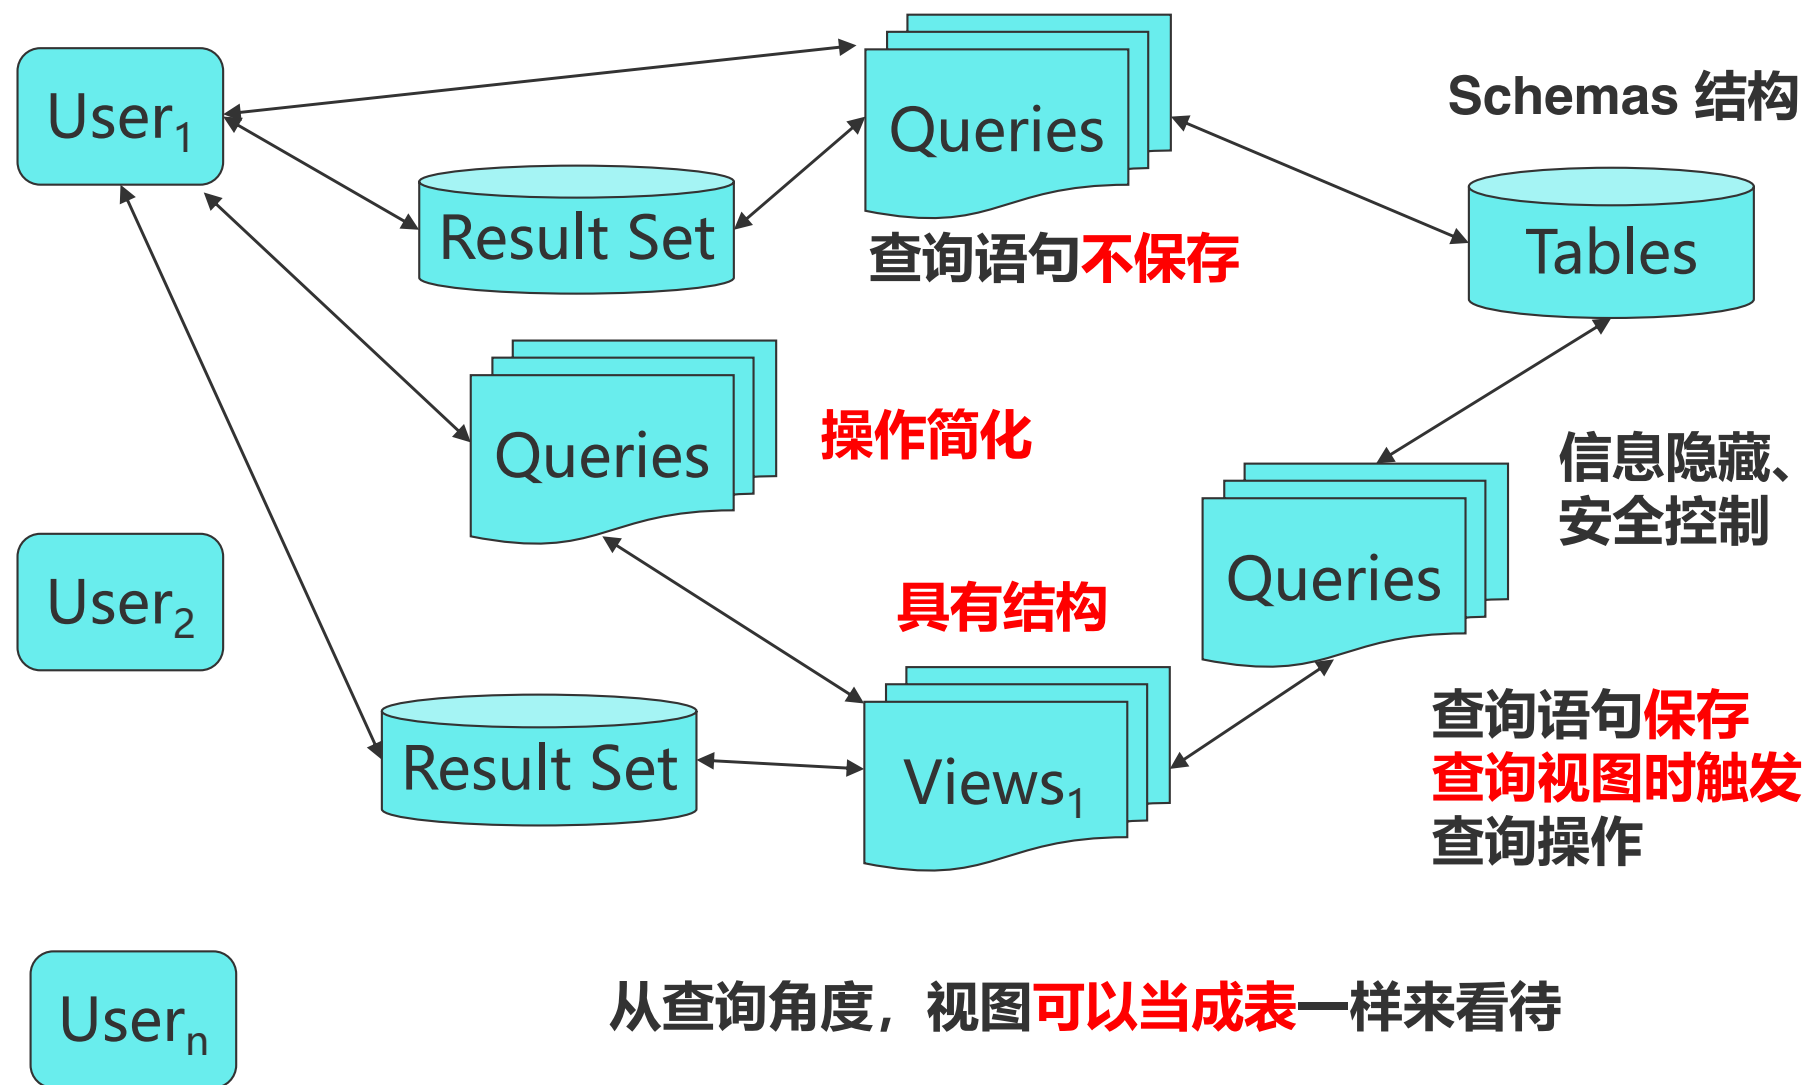 User₁
Queries
Schemas 结构
Result Set
查询语句不保存
Tables
Queries
操作简化
信息隐藏、
安全控制
User₂
具有结构
Queries
Result Set
Views₁
查询语句保存
查询视图时触发
查询操作
Userₙ
从查询角度，视图可以当成表一样来看待